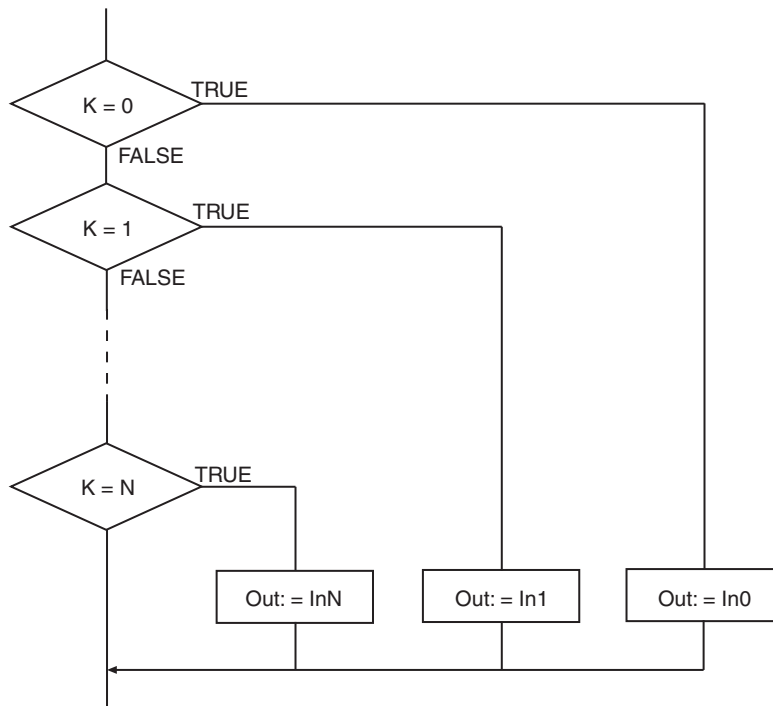 TRUE
K = 0
FALSE
TRUE
K = 1
FALSE
TRUE
K = N
Out: = InN
Out: = In1
Out: = In0